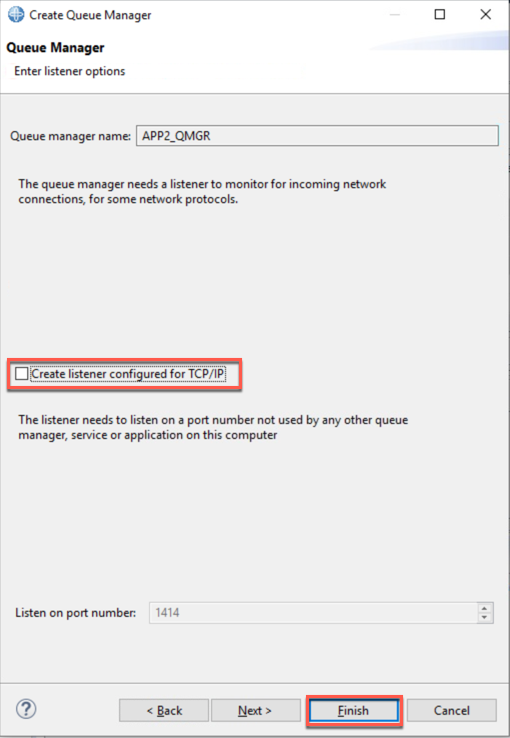 Create Queue Manager
Queue Manager
Enter listener options
Queue manager name: APP2_QMGR
The queue manager needs a listener to monitor for incoming network
connections, for some network protocols.
Create listener configured for TCP/IP
The listener needs to listen on a port number not used by any other queue
manager, service or application on this computer
Listen on port number: 1414
? < Back Next > Finish Cancel